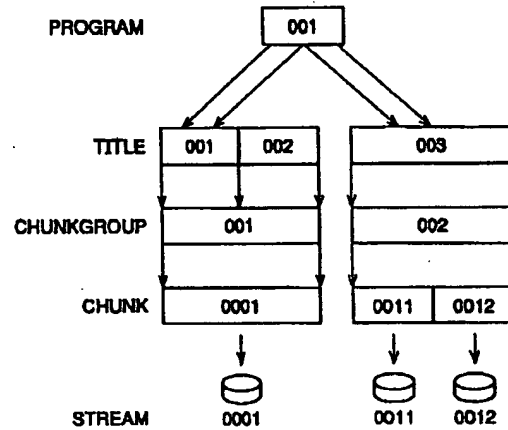 PROGRAM 001
TITLE 001 002 003
CHUNKGROUP 001 002
CHUNK 0001 0011 0012
STREAM 0001 0011 0012